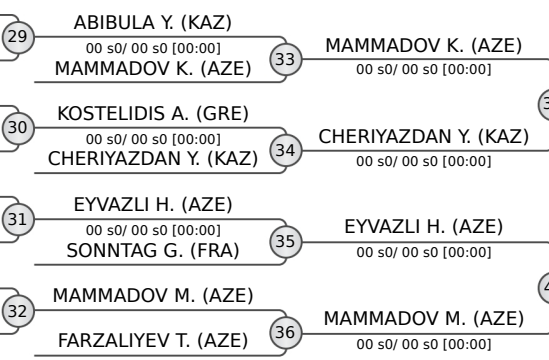 ABIBULA Y. (KAZ)
29
00 s0/ 00 s0 [00:00]
MAMMADOV K. (AZE)
33
MAMMADOV K. (AZE)
00 s0/ 00 s0 [00:00]
KOSTELIDIS A. (GRE)
30
00 s0/ 00 s0 [00:00]
CHERIYAZDAN Y. (KAZ)
34
CHERIYAZDAN Y. (KAZ)
00 s0/ 00 s0 [00:00]
EYVAZLI H. (AZE)
31
00 s0/ 00 s0 [00:00]
SONNTAG G. (FRA)
35
EYVAZLI H. (AZE)
00 s0/ 00 s0 [00:00]
MAMMADOV M. (AZE)
32
FARZALIYEV T. (AZE)
36
MAMMADOV M. (AZE)
00 s0/ 00 s0 [00:00]